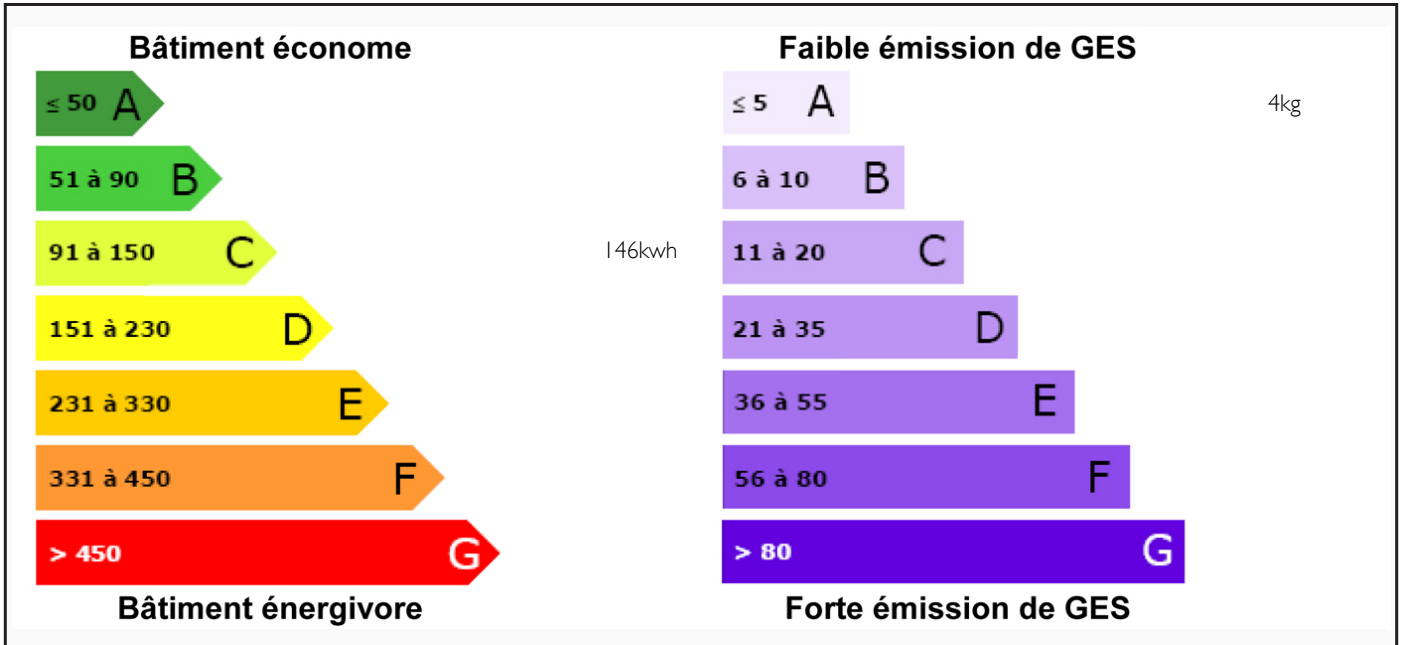 Bâtiment économe
≤ 50 A
51 à 90 B
91 à 150 C
146kwh
151 à 230 D
231 à 330 E
331 à 450 F
> 450 G
Bâtiment énergivore
Faible émission de GES
≤ 5 A
4kg
6 à 10 B
11 à 20 C
21 à 35 D
36 à 55 E
56 à 80 F
> 80 G
Forte émission de GES